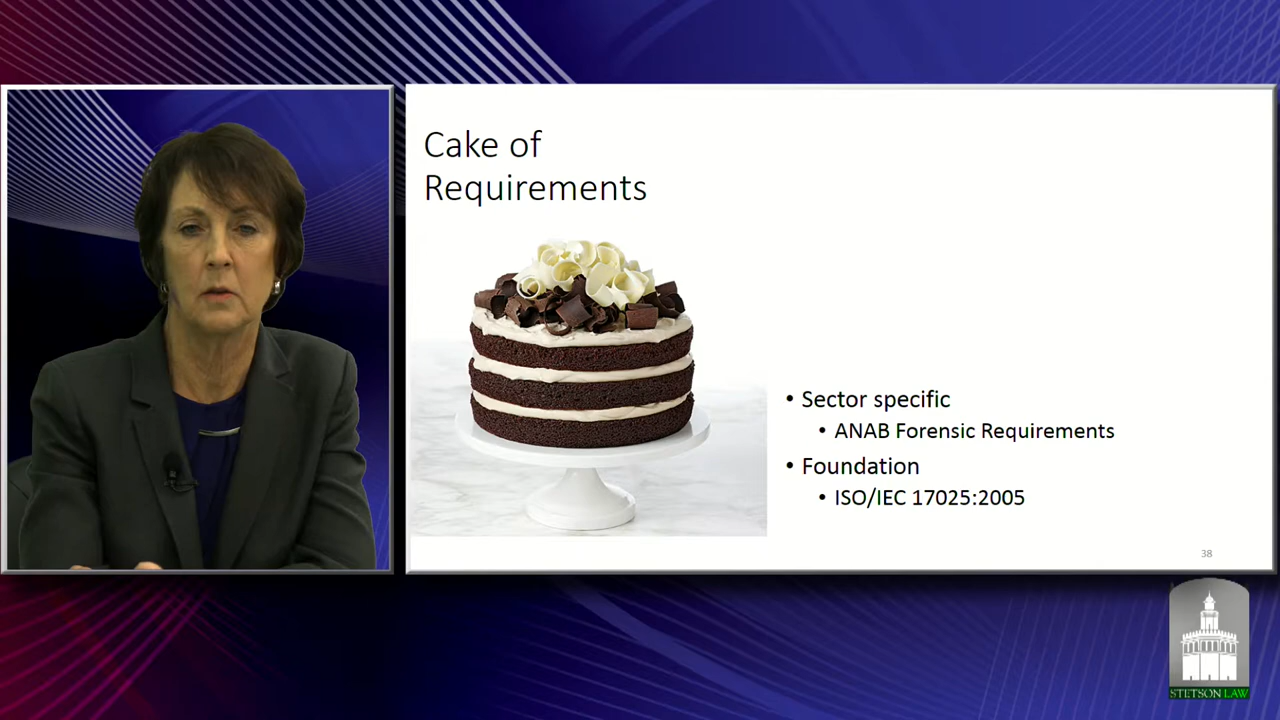 Cake of
Requirements
• Sector specific
• ANAB Forensic Requirements
• Foundation
• ISO/IEC 17025:2005
38
STETSON LAW